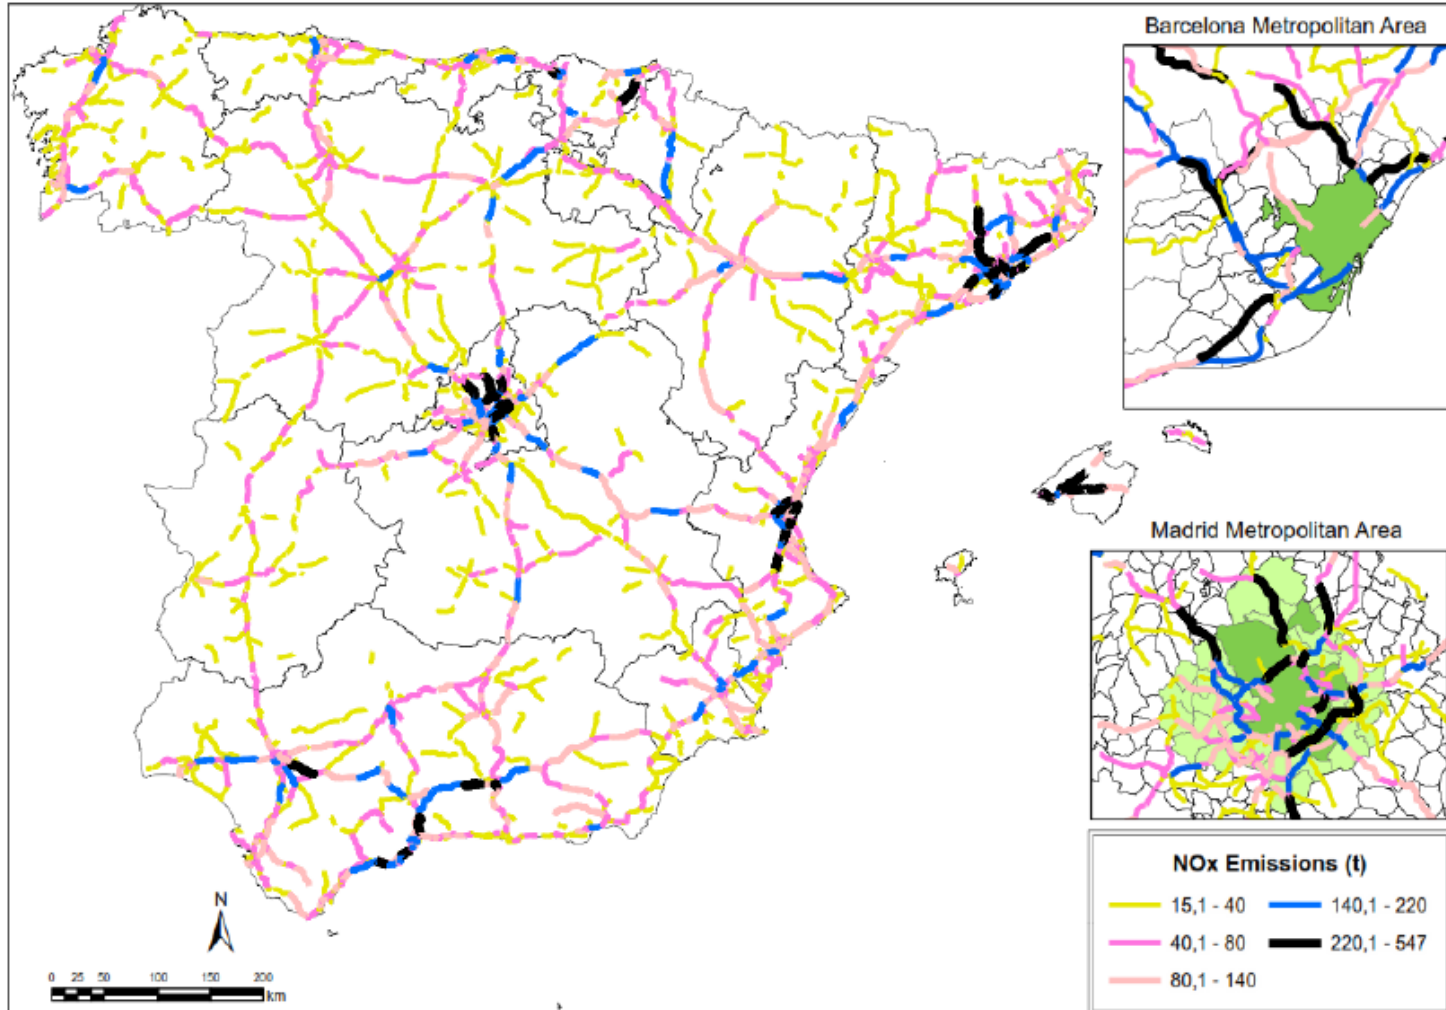 Barcelona Metropolitan Area
Madrid Metropolitan Area
NOx Emissions (t)
15,1 - 40
140,1 - 220
40,1 - 80
220,1 - 547
80,1 - 140
N
0 25 50 100 150 200
km